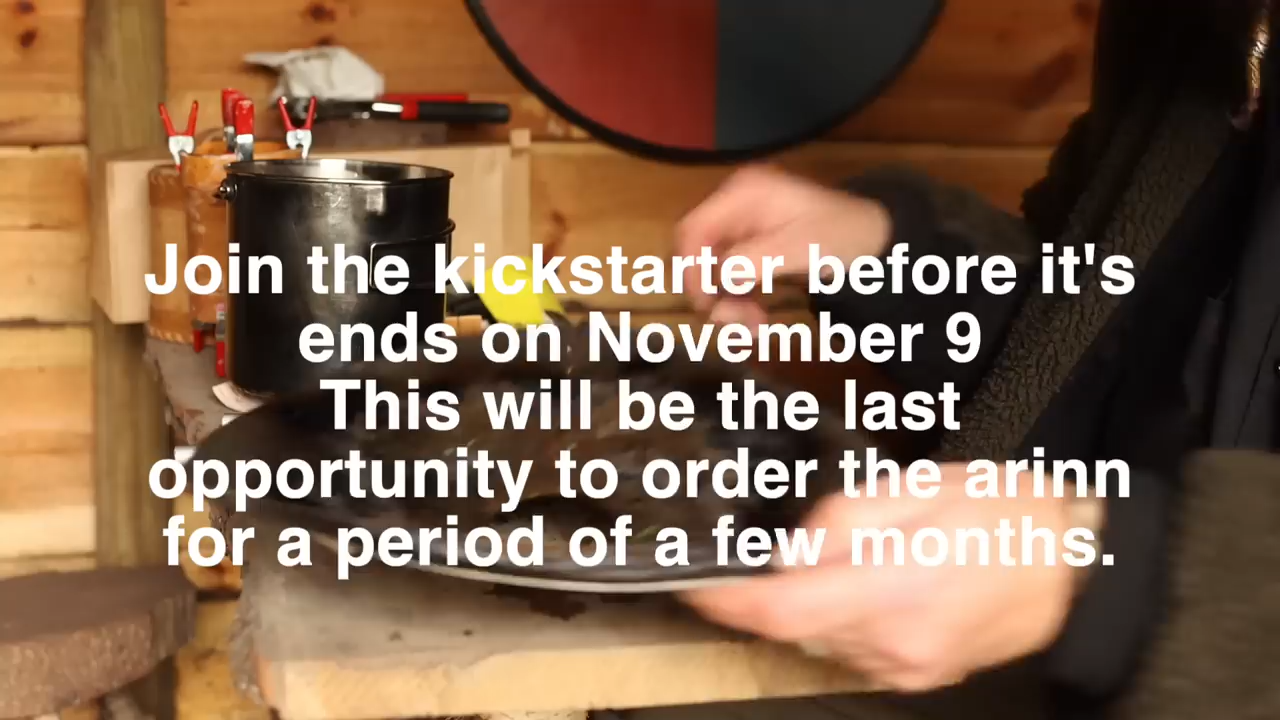 Join the kickstarter before it's
ends on November 9
This will be the last
opportunity to order the arinn
for a period of a few months.